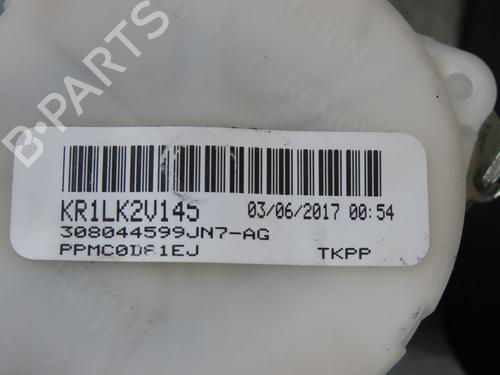 B-PARTS
KR1LK2V145 03/06/2017 00:54
308044599JN7-AG
PPMC0D81EJ TKPP